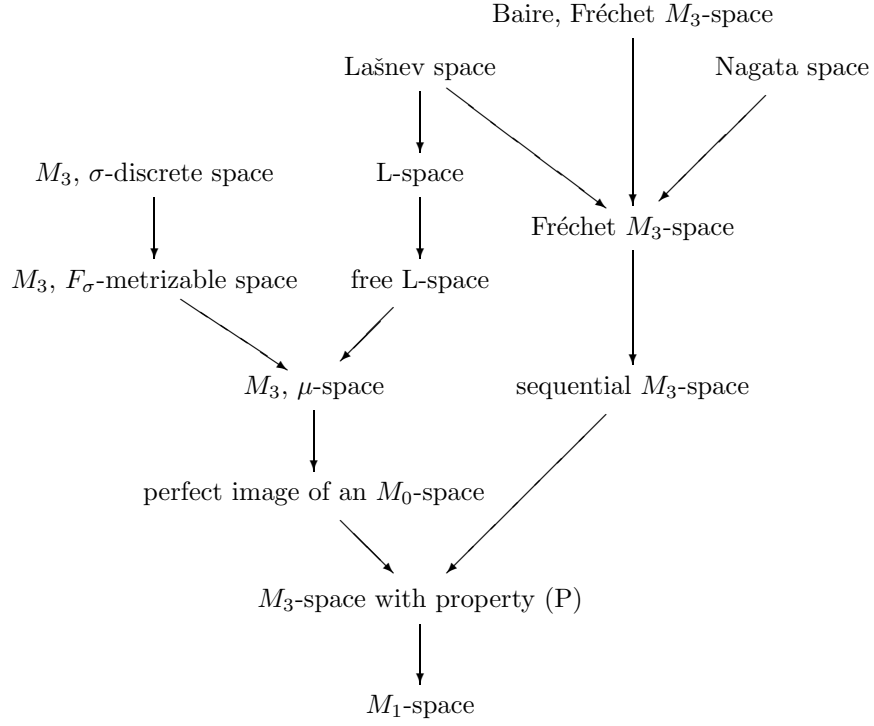 Baire, Fréchet M₃-space
Lašnev space
Nagata space
M₃, σ-discrete space
L-space
Fréchet M₃-space
M₃, Fσ-metrizable space
free L-space
M₃, μ-space
sequential M₃-space
perfect image of an M₀-space
M₃-space with property (P)
M₁-space